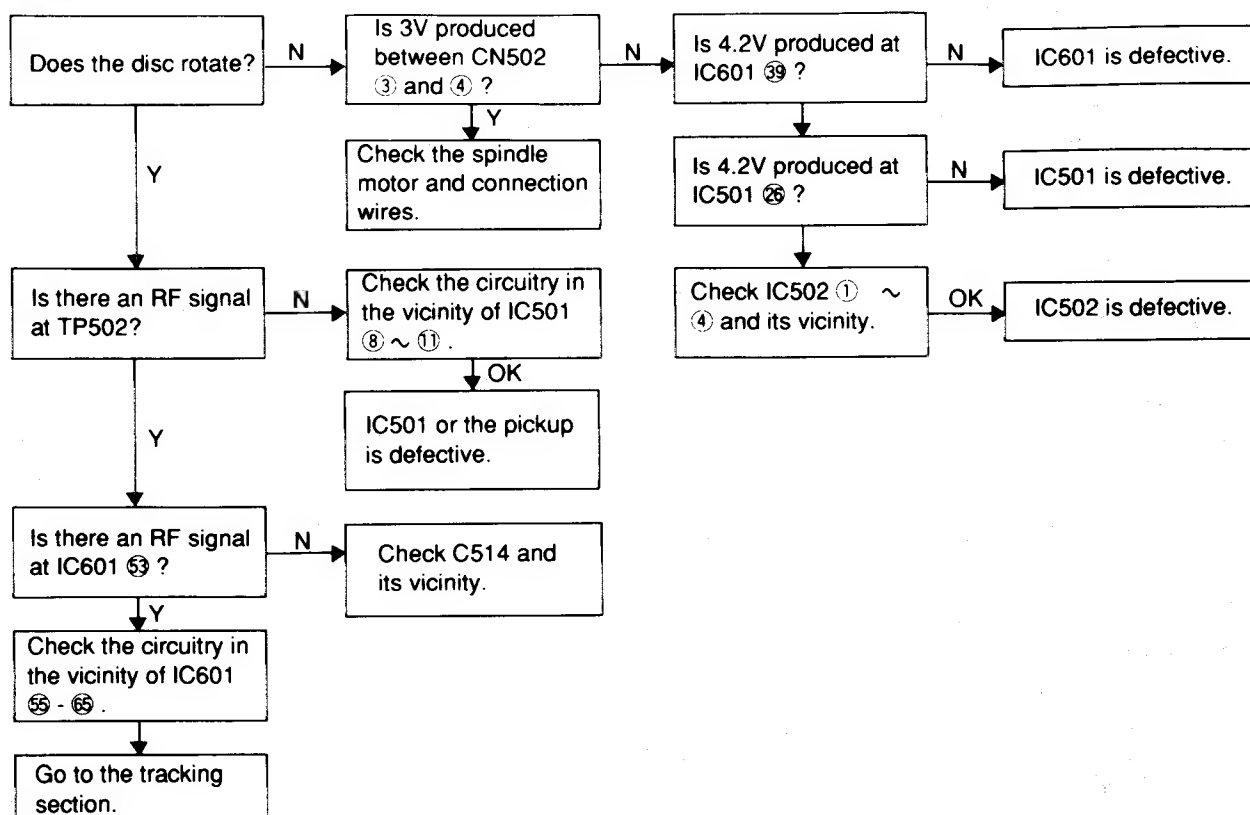 Does the disc rotate?
N
Is 3V produced
between CN502
③ and ④ ?
N
Is 4.2V produced at
IC601 ㊴ ?
N
IC601 is defective.
Y
Check the spindle
motor and connection
wires.
Is 4.2V produced at
IC501 ㉖ ?
N
IC501 is defective.
Y
Is there an RF signal
at TP502?
N
Check the circuitry in
the vicinity of IC501
⑧ ~ ⑪ .
Check IC502 ① ~
④ and its vicinity.
OK
IC502 is defective.
OK
IC501 or the pickup
is defective.
Y
Is there an RF signal
at IC601 53 ?
N
Check C514 and
its vicinity.
Y
Check the circuitry in
the vicinity of IC601
55 - 65 .
Go to the tracking
section.